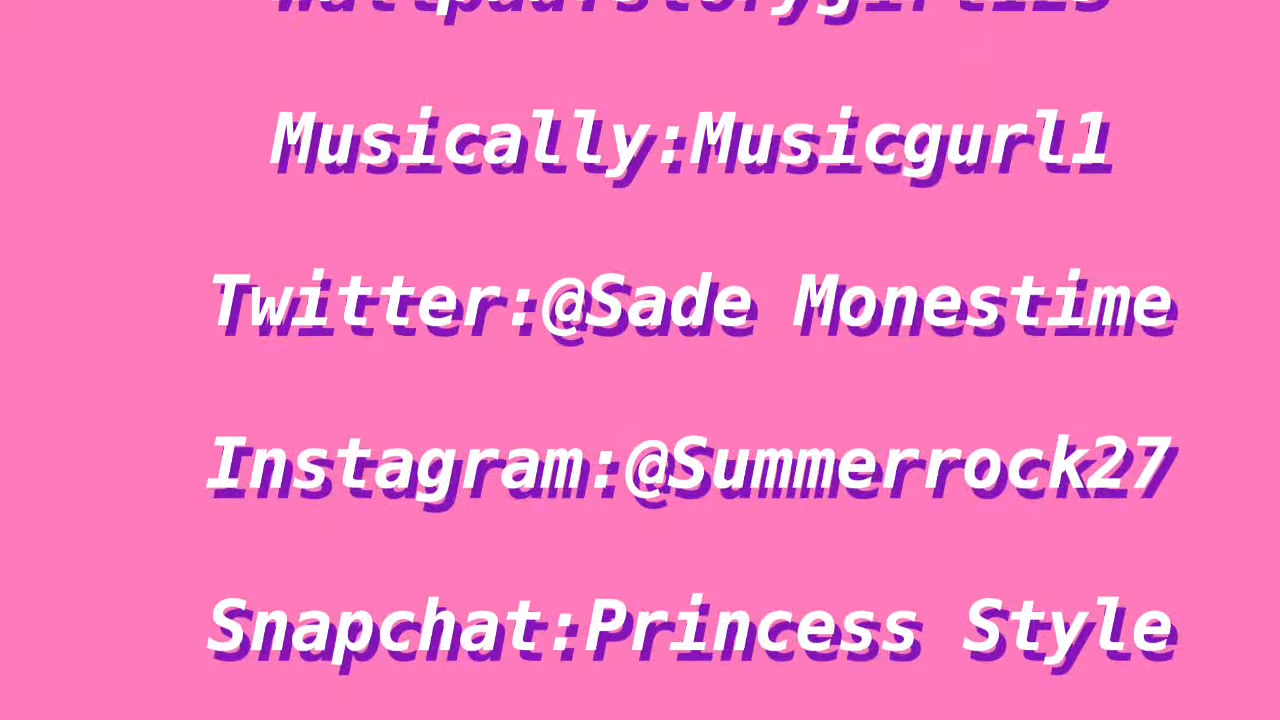 Musically:Musicgurl1
Twitter:@Sade Monestime
Instagram:@Summerrock27
Snapchat:Princess Style